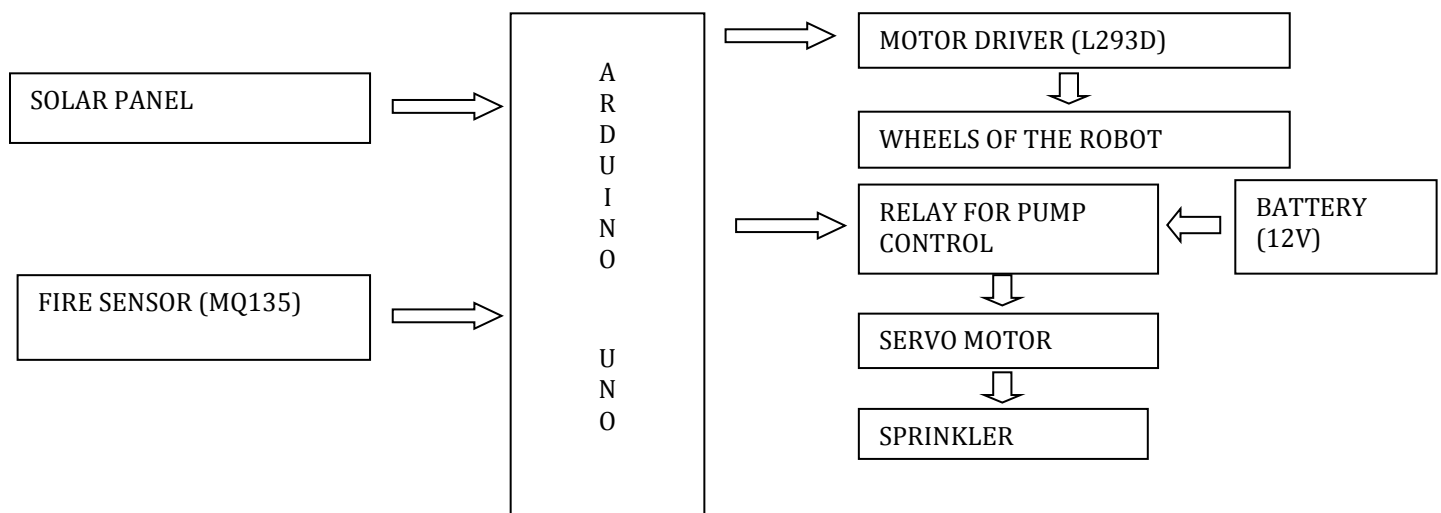 SOLAR PANEL
FIRE SENSOR (MQ135)
A
R
D
U
I
N
O
U
N
O
MOTOR DRIVER (L293D)
WHEELS OF THE ROBOT
RELAY FOR PUMP
CONTROL
BATTERY
(12V)
SERVO MOTOR
SPRINKLER